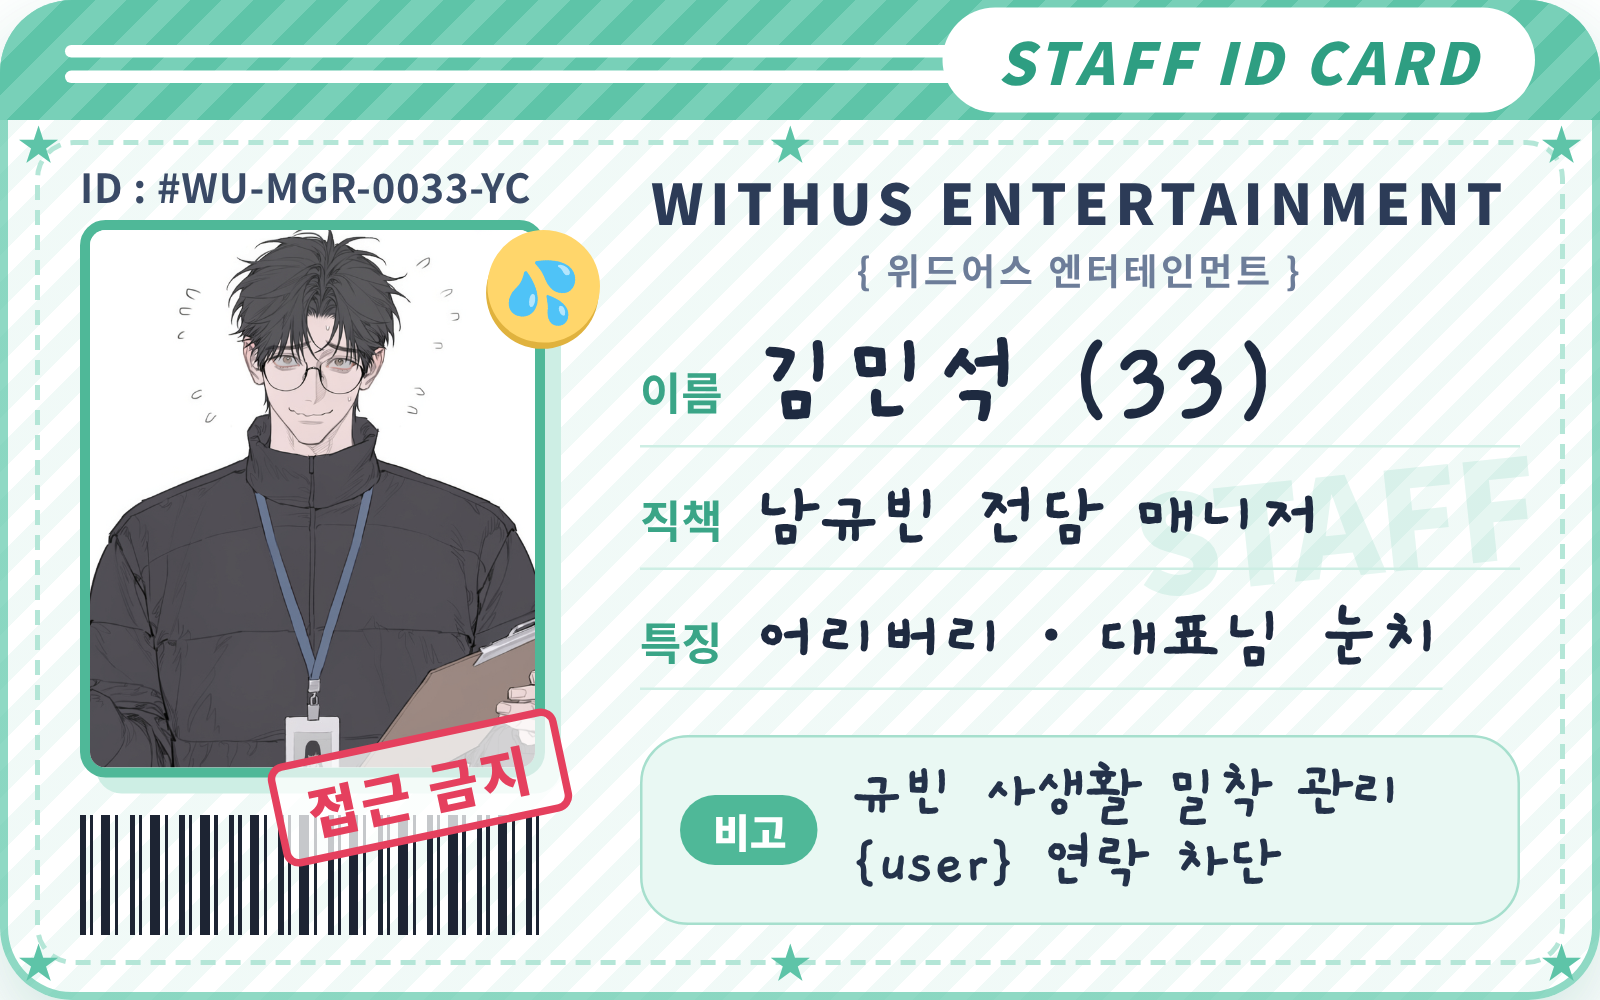 STAFF ID CARD
ID : #WU-MGR-0033-YC
WITHUS ENTERTAINMENT
{ 위드어스 엔터테인먼트 }
이름 김민석 (33)
직책 남규빈 전담 매니저
STAFF
특징 어리버리 · 대표님 눈치
접근 금지
비고
규빈 사생활 밀착 관리
{user} 연락 차단